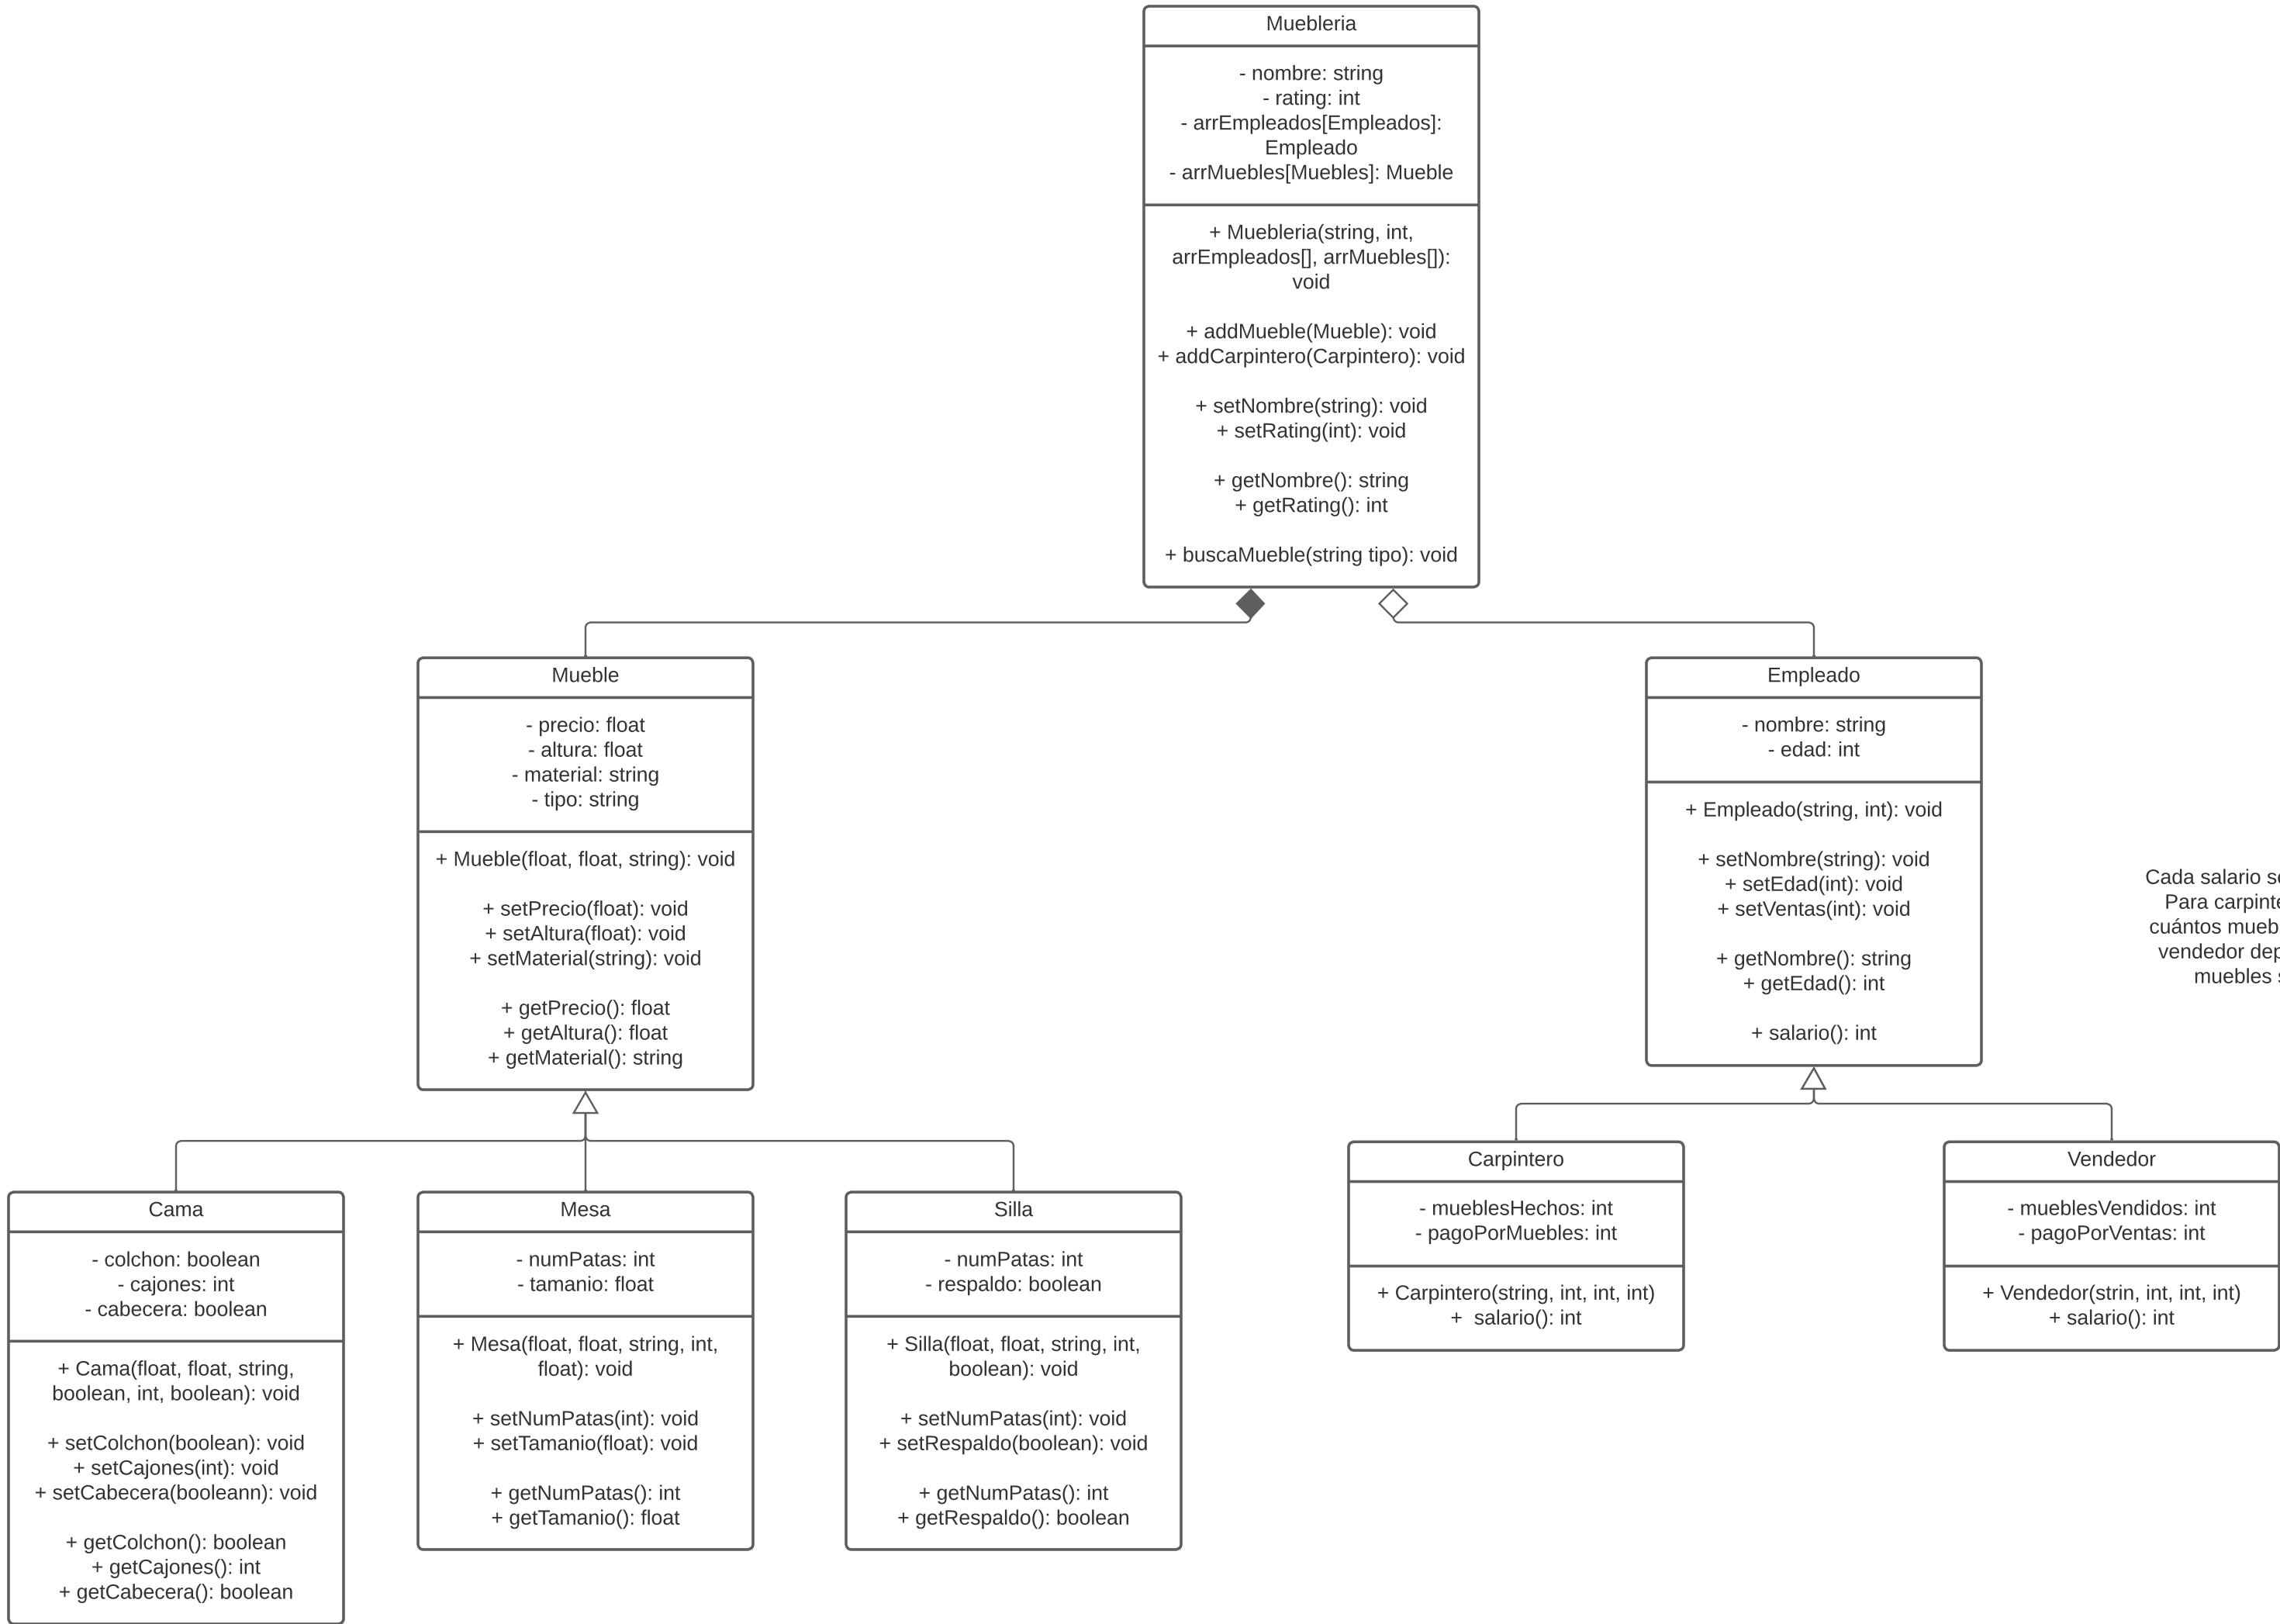 Muebleria
- nombre: string
- rating: int
- arrEmpleados[Empleados]:
Empleado
- arrMuebles[Muebles]: Mueble
+ Muebleria(string, int,
arrEmpleados[], arrMuebles[]):
void
+ addMueble(Mueble): void
+ addCarpintero(Carpintero): void
+ setNombre(string): void
+ setRating(int): void
+ getNombre(): string
+ getRating(): int
+ buscaMueble(string tipo): void
Mueble
- precio: float
- altura: float
- material: string
- tipo: string
+ Mueble(float, float, string): void
+ setPrecio(float): void
+ setAltura(float): void
+ setMaterial(string): void
+ getPrecio(): float
+ getAltura(): float
+ getMaterial(): string
Empleado
- nombre: string
- edad: int
+ Empleado(string, int): void
+ setNombre(string): void
+ setEdad(int): void
+ setVentas(int): void
+ getNombre(): string
+ getEdad(): int
+ salario(): int
Cada salario
Para
cuántos
vendedor
muebles
Cama
- colchon: boolean
- cajones: int
- cabecera: boolean
+ Cama(float, float, string,
boolean, int, boolean): void
+ setColchon(boolean): void
+ setCajones(int): void
+ setCabecera(booleann): void
+ getColchon(): boolean
+ getCajones(): int
+ getCabecera(): boolean
Mesa
- numPatas: int
- tamanio: float
+ Mesa(float, float, string, int,
float): void
+ setNumPatas(int): void
+ setTamanio(float): void
+ getNumPatas(): int
+ getTamanio(): float
Silla
- numPatas: int
- respaldo: boolean
+ Silla(float, float, string, int,
boolean): void
+ setNumPatas(int): void
+ setRespaldo(boolean): void
+ getNumPatas(): int
+ getRespaldo(): boolean
Carpintero
- mueblesHechos: int
- pagoPorMuebles: int
+ Carpintero(string, int, int, int)
+ salario(): int
Vendedor
- mueblesVendidos: int
- pagoPorVentas: int
+ Vendedor(strin, int, int, int)
+ salario(): int